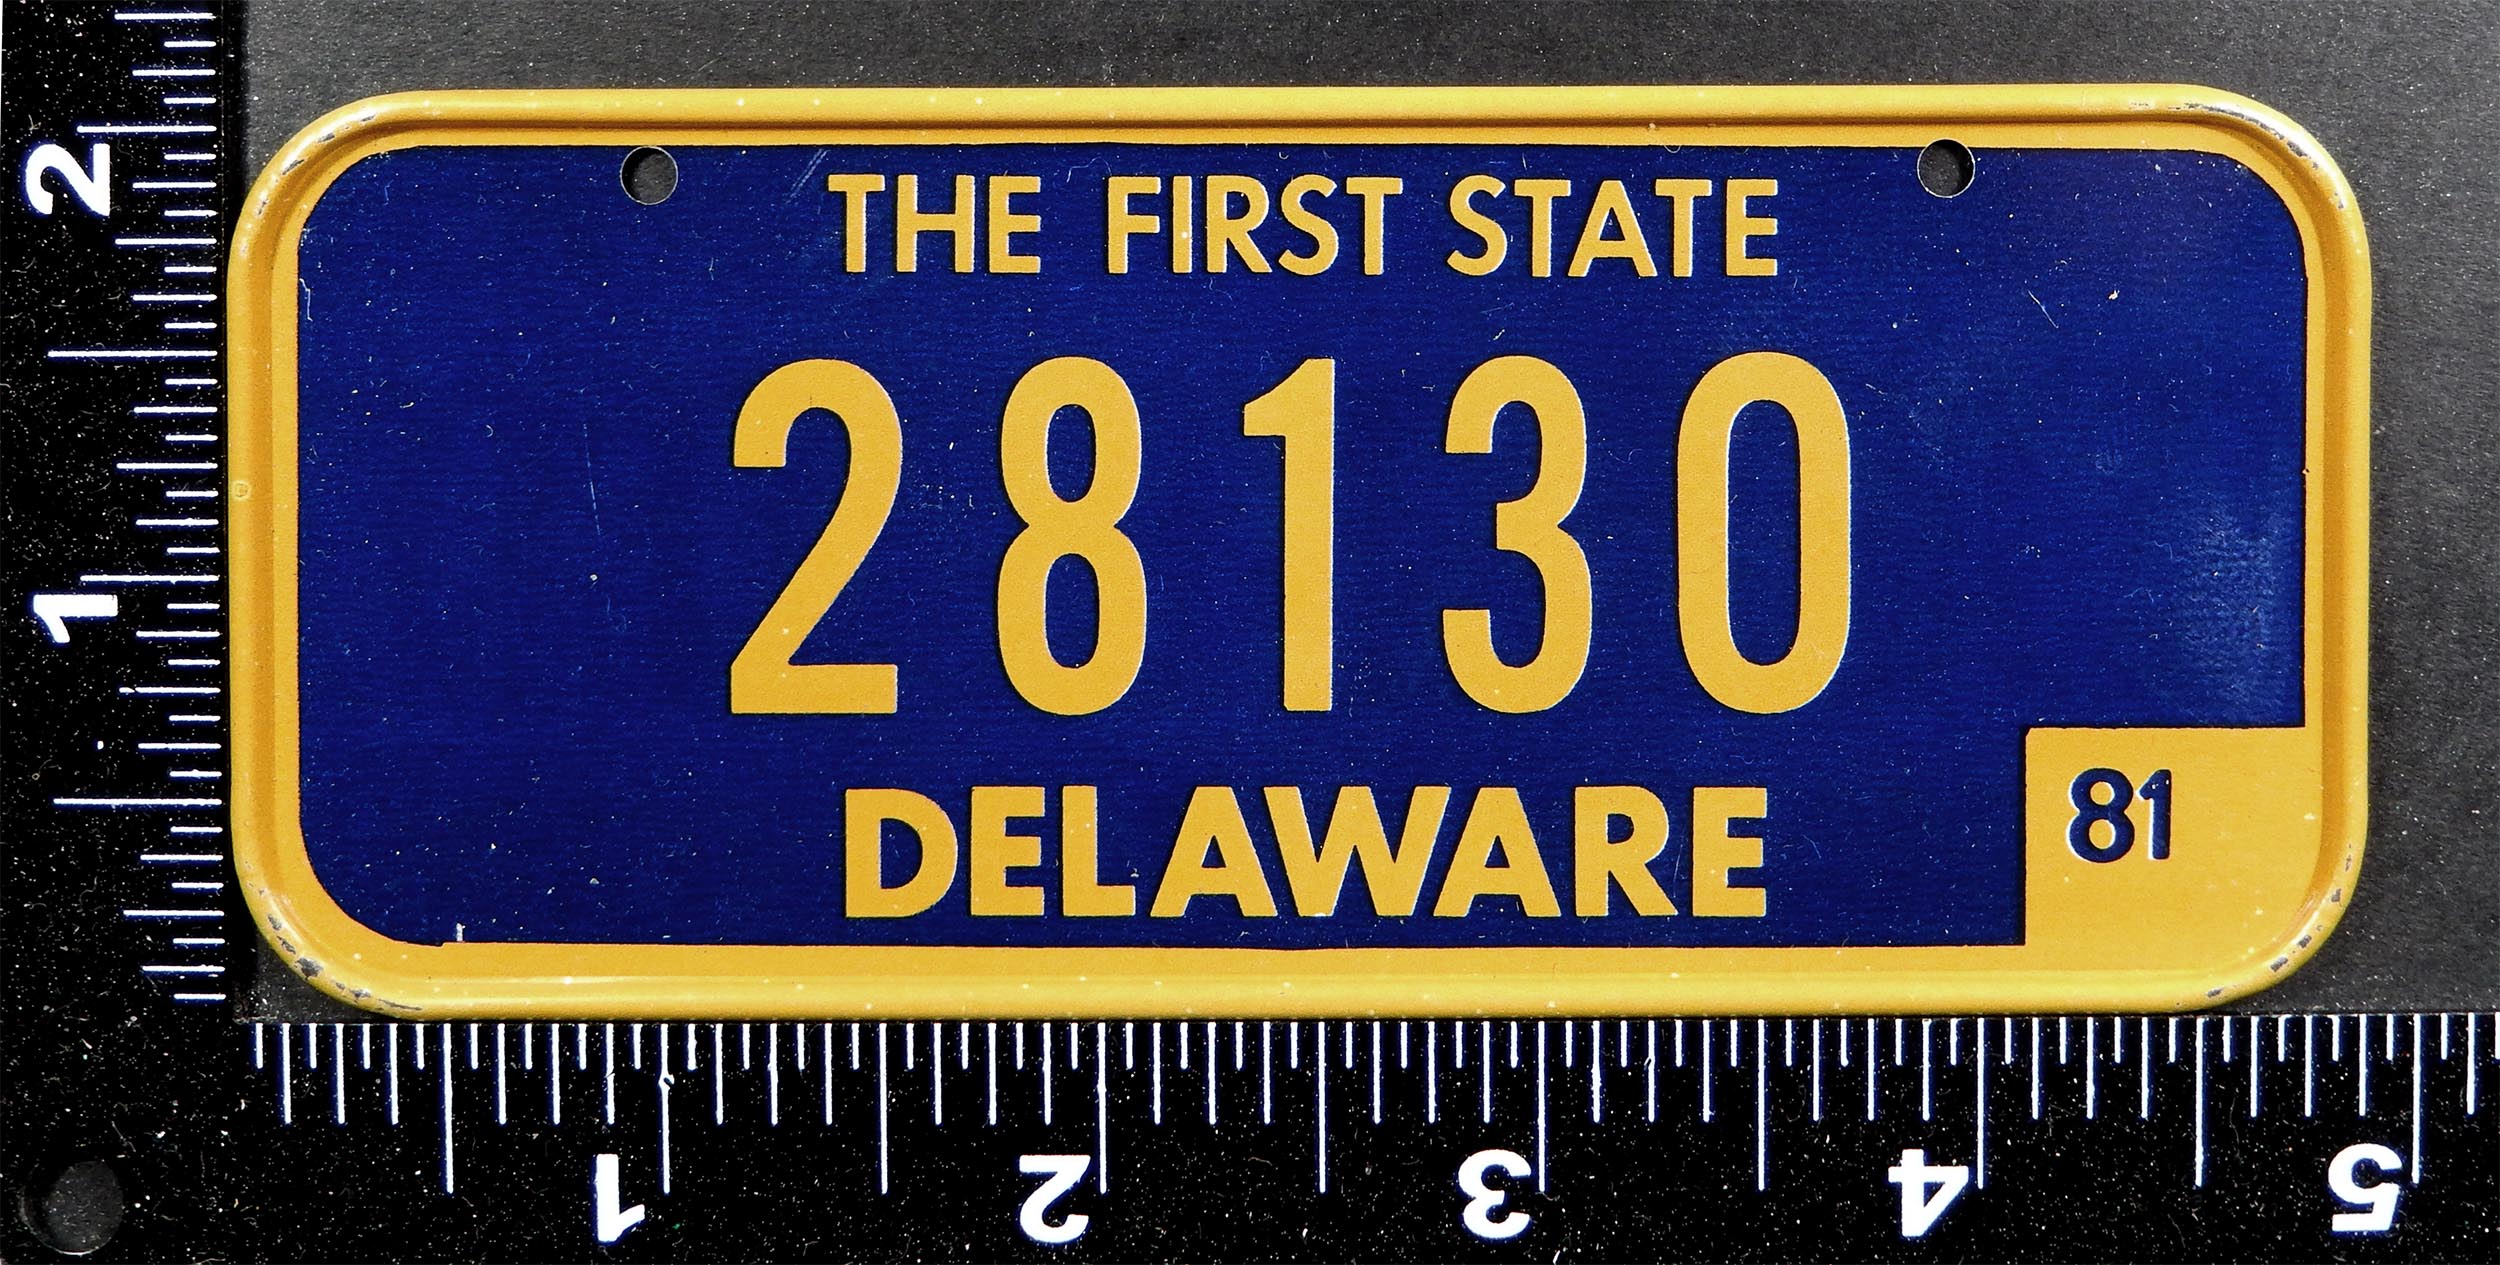 2
THE FIRST STATE
28130
1
DELAWARE
81
1 2 3 4 5